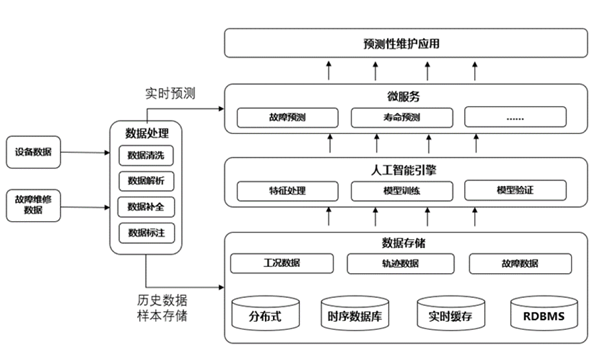 预测性维护应用
实时预测
微服务
故障预测
寿命预测
......
数据处理
数据清洗
数据解析
数据补全
数据标注
设备数据
故障维修
数据
人工智能引擎
特征处理
模型训练
模型验证
数据存储
工况数据
轨迹数据
故障数据
历史数据
样本存储
分布式
时序数据库
实时缓存
RDBMS